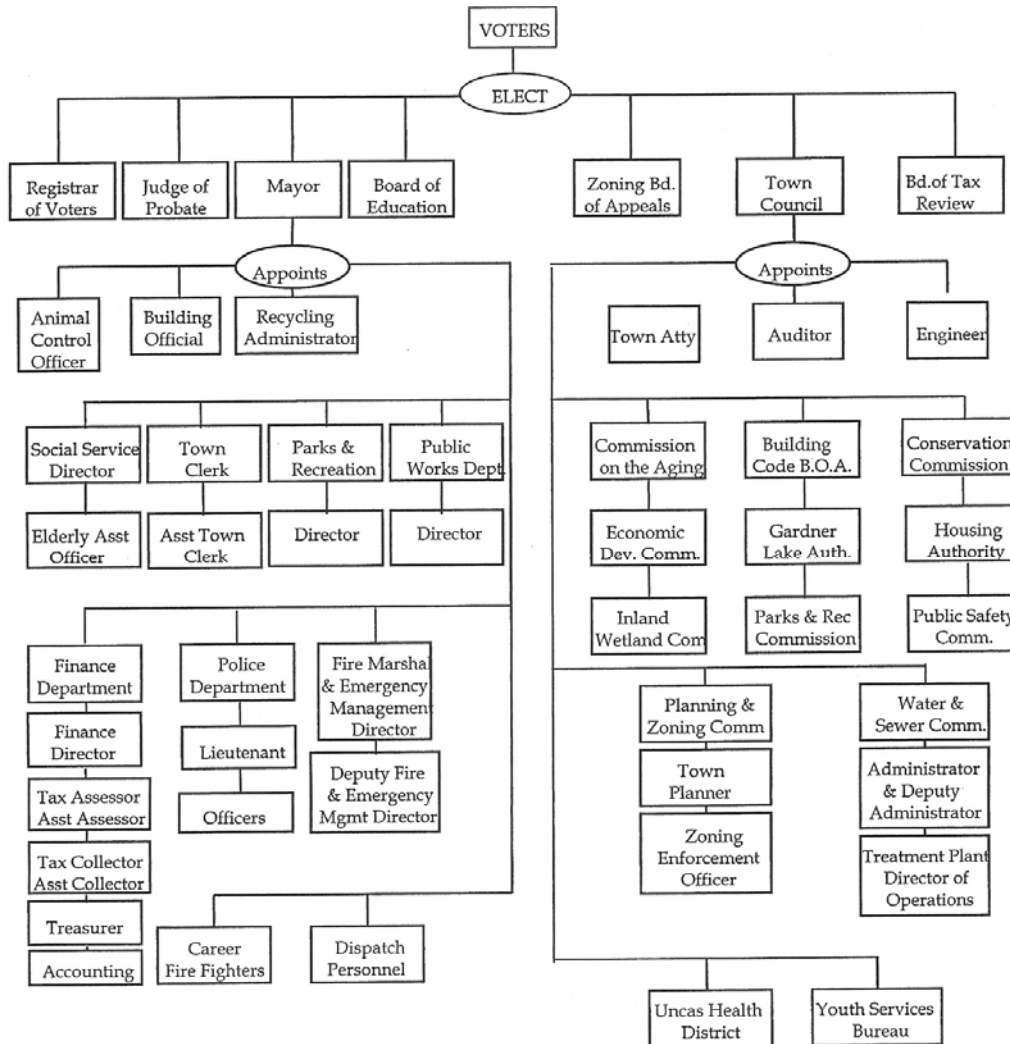 VOTERS
ELECT
Registrar
of Voters
Judge of
Probate
Mayor
Board of
Education
Zoning Bd.
of Appeals
Town
Council
Bd.of Tax
Review
Appoints
Animal
Control
Officer
Building
Official
Recycling
Administrator
Appoints
Town Atty
Auditor
Engineer
Social Service
Director
Town
Clerk
Parks &
Recreation
Public
Works Dept.
Elderly Asst
Officer
Asst Town
Clerk
Director
Director
Commission
on the Aging
Building
Code B.O.A.
Conservation
Commission
Economic
Dev. Comm.
Gardner
Lake Auth.
Housing
Authority
Inland
Wetland Com
Parks & Rec
Commission
Public Safety
Comm.
Finance
Department
Finance
Director
Tax Assessor
Asst Assessor
Tax Collector
Asst Collector
Treasurer
Accounting
Police
Department
Lieutenant
Officers
Fire Marshal
& Emergency
Management
Director
Deputy Fire
& Emergency
Mgmt Director
Career
Fire Fighters
Dispatch
Personnel
Planning &
Zoning Comm
Town
Planner
Zoning
Enforcement
Officer
Water &
Sewer Comm.
Administrator
& Deputy
Administrator
Treatment Plant
Director of
Operations
Uncas Health
District
Youth Services
Bureau